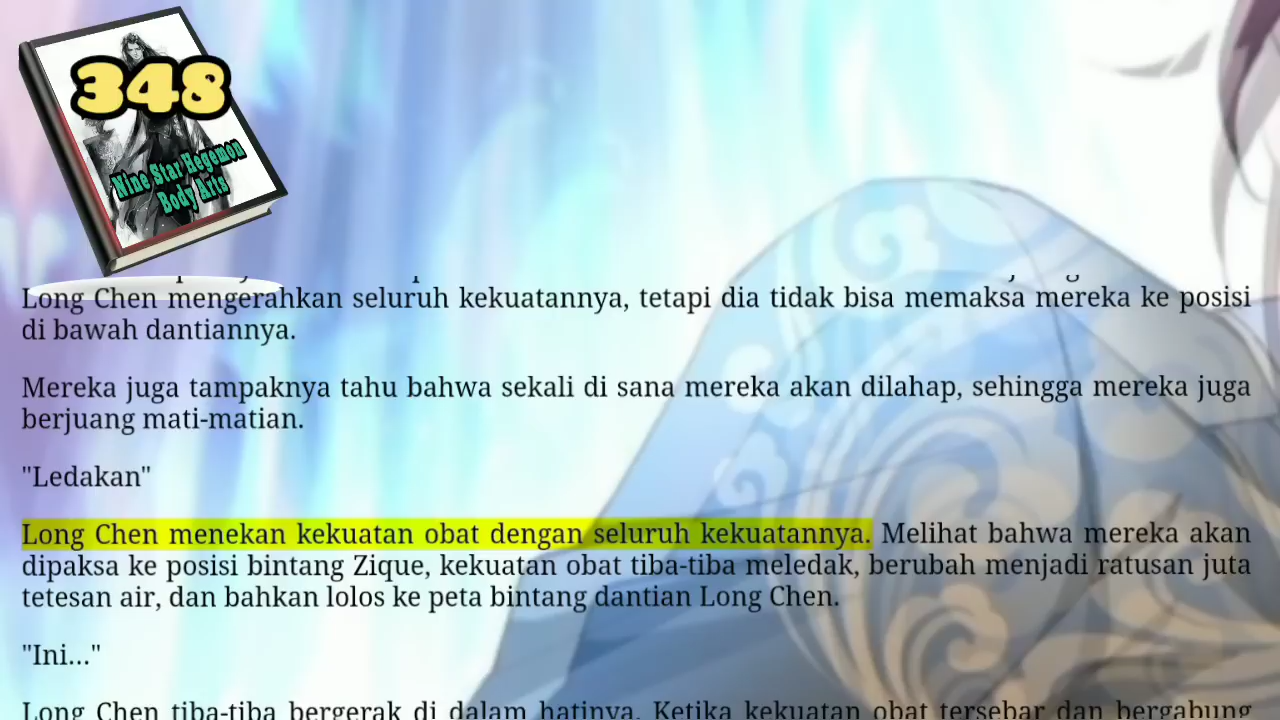 348
Nine Star Hegemon
Body Arts
Long Chen mengerahkan seluruh kekuatannya, tetapi dia tidak bisa memaksa mereka ke posisi
di bawah dantiannya.
Mereka juga tampaknya tahu bahwa sekali di sana mereka akan dilahap, sehingga mereka juga
berjuang mati-matian.
"Ledakan"
Long Chen menekan kekuatan obat dengan seluruh kekuatannya. Melihat bahwa mereka akan
dipaksa ke posisi bintang Zique, kekuatan obat tiba-tiba meledak, berubah menjadi ratusan juta
tetesan air, dan bahkan lolos ke peta bintang dantian Long Chen.
"Ini..."
Long Chen tiba-tiba bergerak di dalam hatinya. Ketika kekuatan obat tersebar dan bergabung